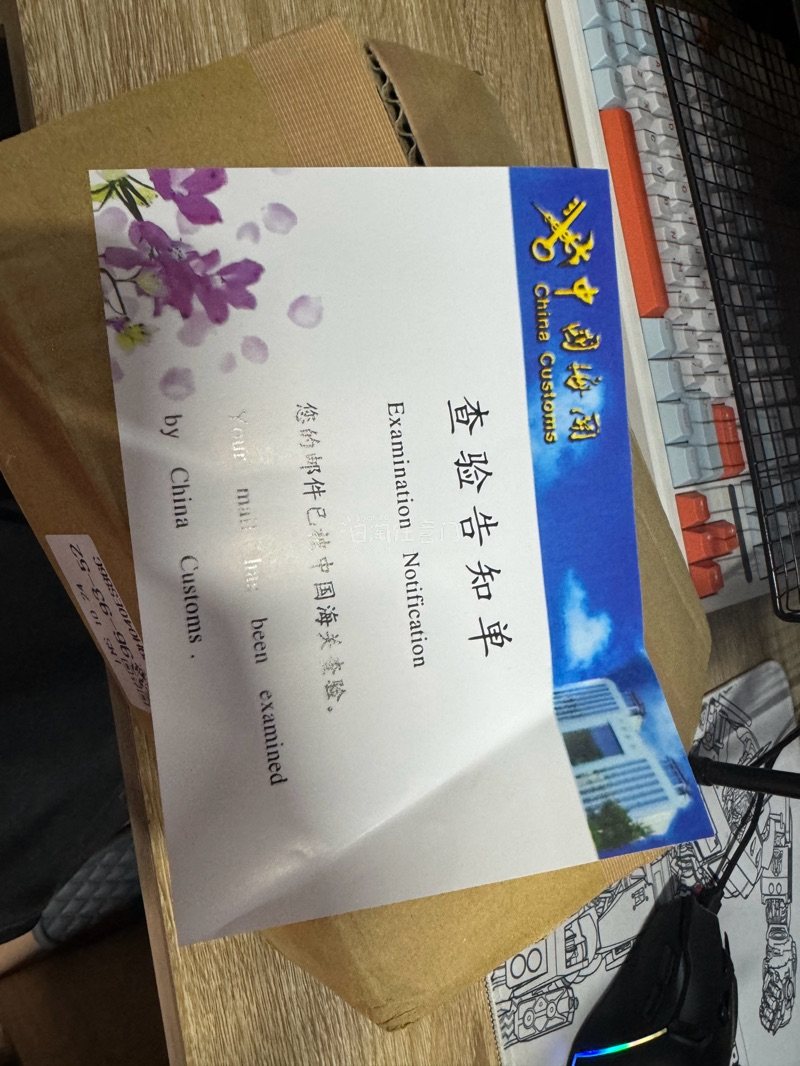 中国海关
China Customs
查验告知单
Examination Notification
您的邮件已被中国海关查验。
Your mail has been examined
by China Customs.